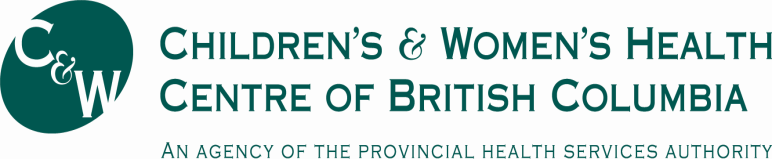 C&W
CHILDREN'S & WOMEN'S HEALTH
CENTRE OF BRITISH COLUMBIA
AN AGENCY OF THE PROVINCIAL HEALTH SERVICES AUTHORITY